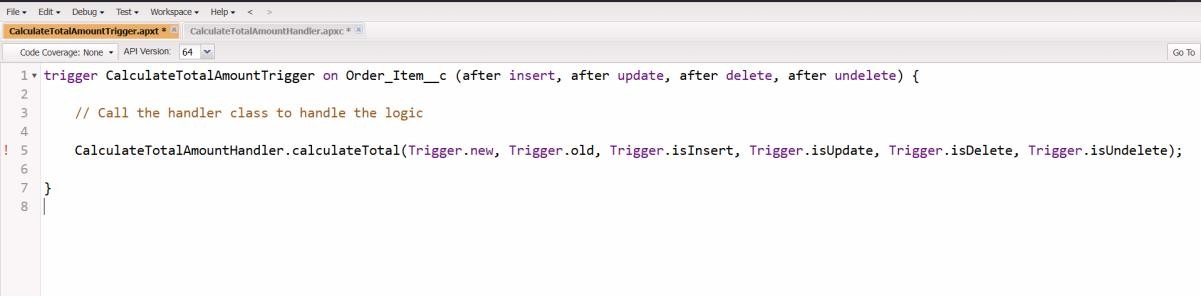 File Edit Debug Test Workspace Help < >
CalculateTotalAmountTrigger.apxt * CalculateTotalAmountHandler.apxc *
Code Coverage: None API Version: 64 Go To
1 trigger CalculateTotalAmountTrigger on Order_Item__c (after insert, after update, after delete, after undelete) {
2
3 // Call the handler class to handle the logic
4
! 5 CalculateTotalAmountHandler.calculateTotal(Trigger.new, Trigger.old, Trigger.isInsert, Trigger.isUpdate, Trigger.isDelete, Trigger.isUndelete);
6
7 }
8